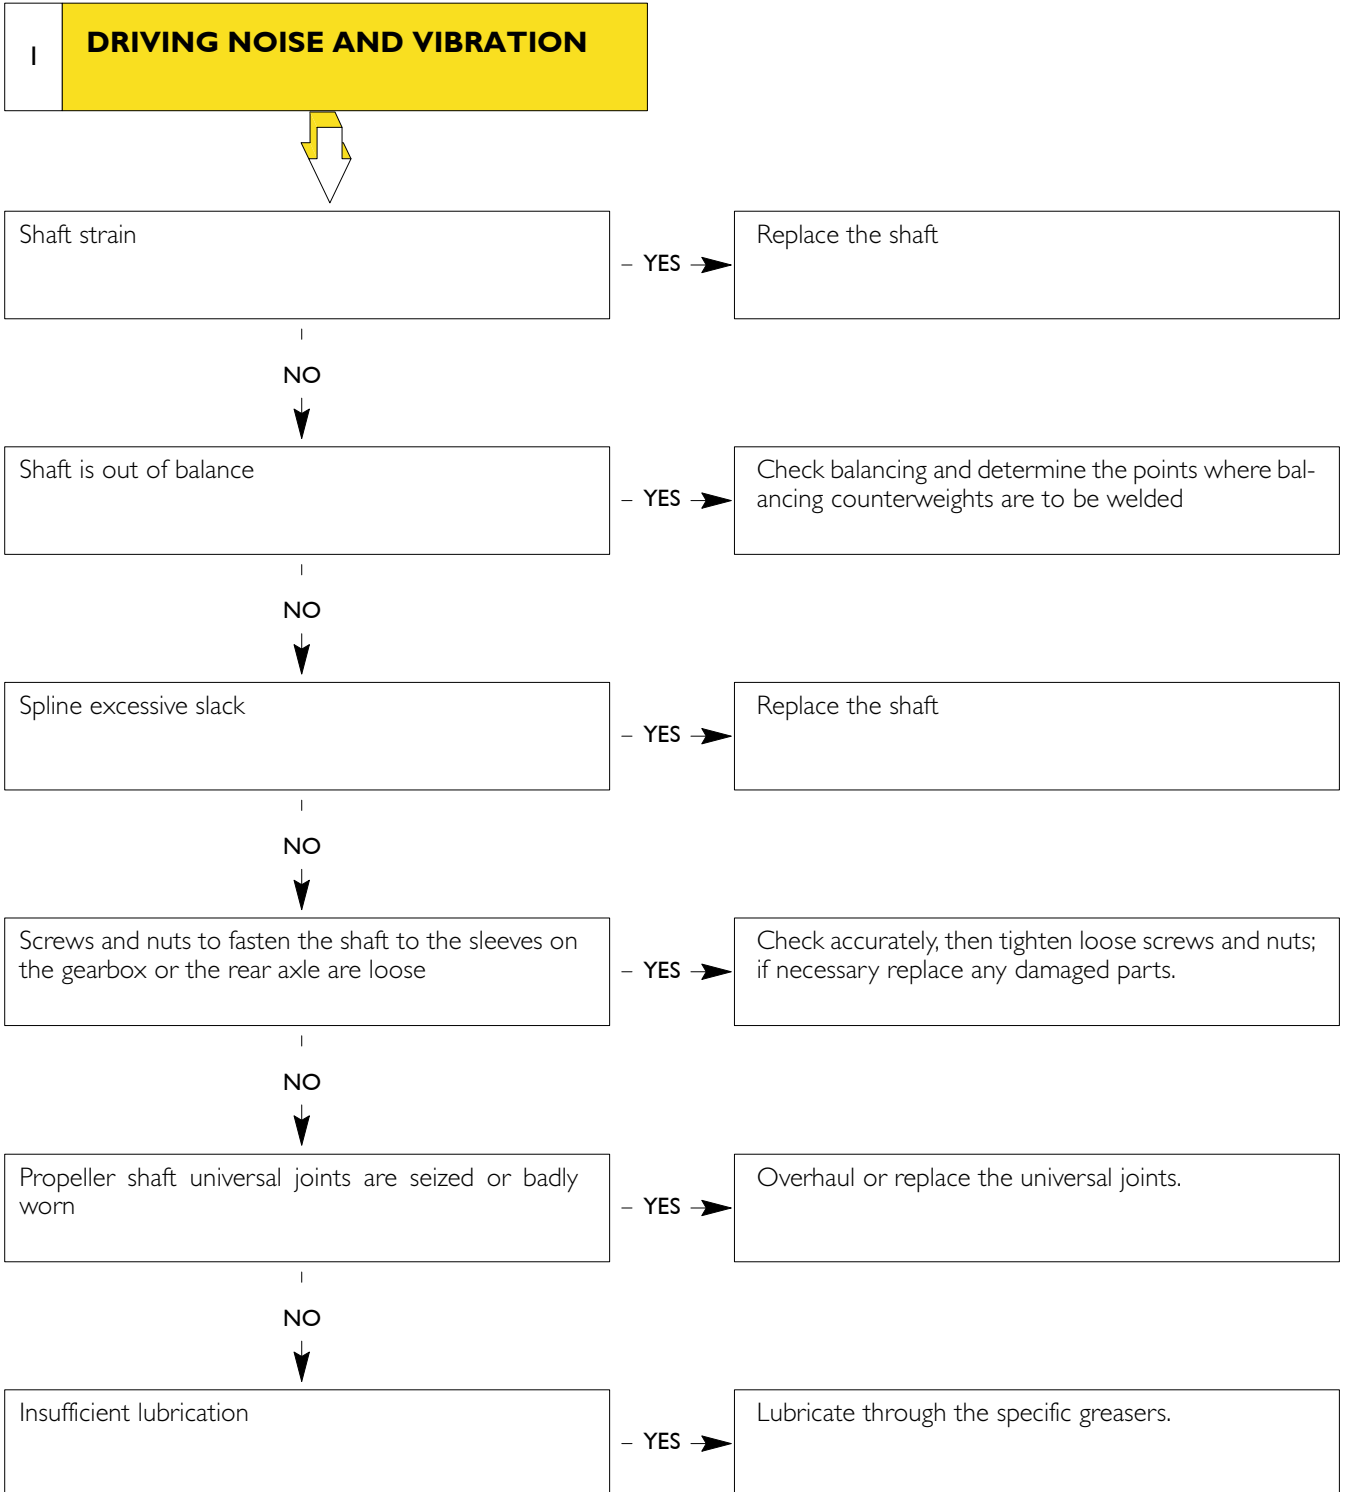 1
DRIVING NOISE AND VIBRATION
Shaft strain
– YES
Replace the shaft
NO
Shaft is out of balance
– YES
Check balancing and determine the points where bal-
ancing counterweights are to be welded
NO
Spline excessive slack
– YES
Replace the shaft
NO
Screws and nuts to fasten the shaft to the sleeves on
the gearbox or the rear axle are loose
– YES
Check accurately, then tighten loose screws and nuts;
if necessary replace any damaged parts.
NO
Propeller shaft universal joints are seized or badly
worn
– YES
Overhaul or replace the universal joints.
NO
Insufficient lubrication
– YES
Lubricate through the specific greasers.